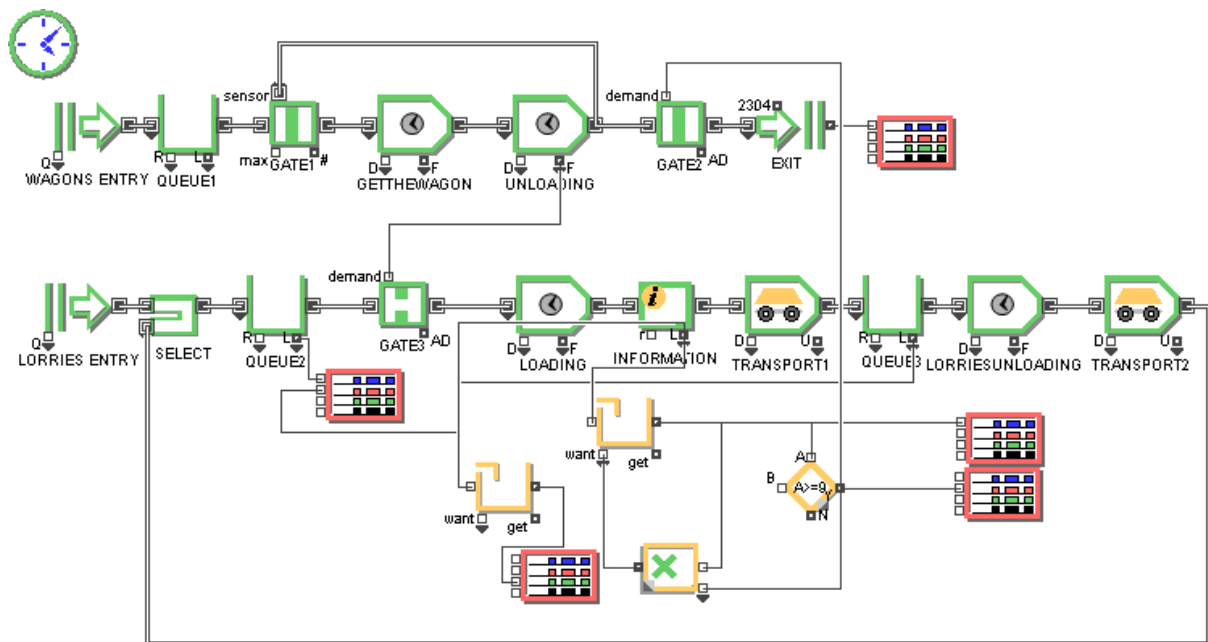 sensor
demand
2304
Q
R
L
max
#
D
F
D
F
AD
WAGONS ENTRY
QUEUE1
GATE1
GETTHEWAGON
UNLOADING
GATE2
EXIT
demand
Q
R
L
AD
D
F
r
L
D
U
R
L
D
F
D
U
LORRIES ENTRY
SELECT
QUEUE2
GATE3
LOADING
INFORMATION
TRANSPORT1
QUEUE3
LORRIESUNLOADING
TRANSPORT2
want
get
A
B
A>=9
Y
N
want
get